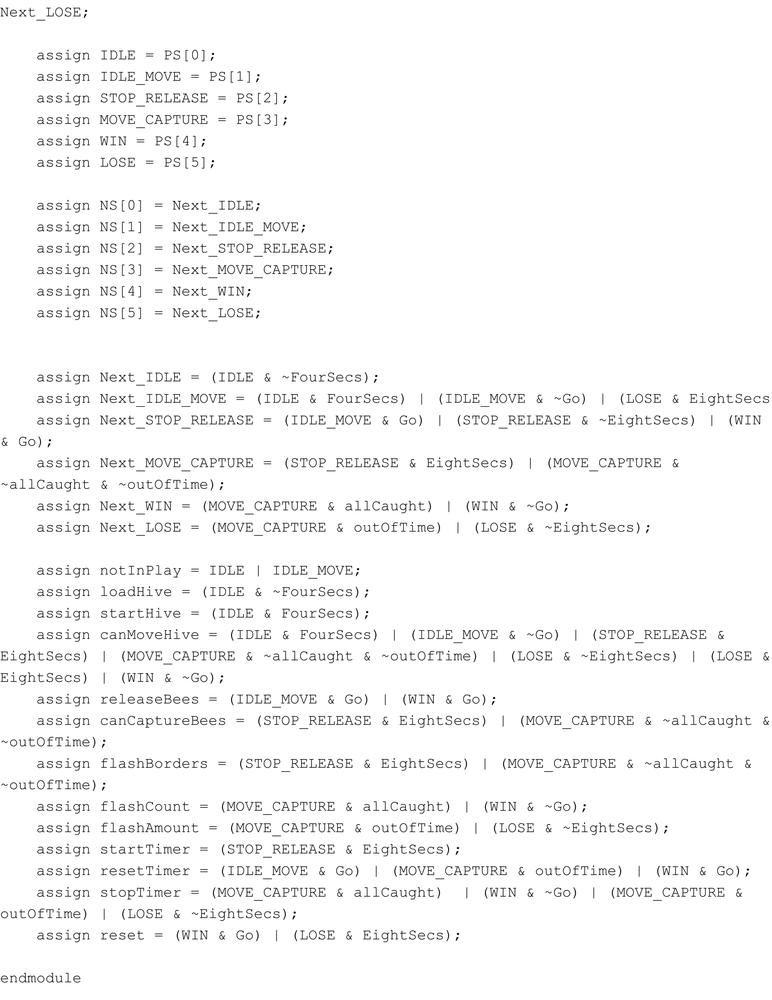 Next_LOSE;
assign IDLE = PS[0];
assign IDLE_MOVE = PS[1];
assign STOP_RELEASE = PS[2];
assign MOVE_CAPTURE = PS[3];
assign WIN = PS[4];
assign LOSE = PS[5];
assign NS[0] = Next_IDLE;
assign NS[1] = Next_IDLE_MOVE;
assign NS[2] = Next_STOP_RELEASE;
assign NS[3] = Next_MOVE_CAPTURE;
assign NS[4] = Next_WIN;
assign NS[5] = Next_LOSE;
assign Next_IDLE = (IDLE & ~FourSecs);
assign Next_IDLE_MOVE = (IDLE & FourSecs) | (IDLE_MOVE & ~Go) | (LOSE & EightSecs
assign Next_STOP_RELEASE = (IDLE_MOVE & Go) | (STOP_RELEASE & ~EightSecs) | (WIN
& Go);
assign Next_MOVE_CAPTURE = (STOP_RELEASE & EightSecs) | (MOVE_CAPTURE &
~allCaught & ~outOfTime);
assign Next_WIN = (MOVE_CAPTURE & allCaught) | (WIN & ~Go);
assign Next_LOSE = (MOVE_CAPTURE & outOfTime) | (LOSE & ~EightSecs);
assign notInPlay = IDLE | IDLE_MOVE;
assign loadHive = (IDLE & ~FourSecs);
assign startHive = (IDLE & FourSecs);
assign canMoveHive = (IDLE & FourSecs) | (IDLE_MOVE & ~Go) | (STOP_RELEASE &
EightSecs) | (MOVE_CAPTURE & ~allCaught & ~outOfTime) | (LOSE & ~EightSecs) | (LOSE &
EightSecs) | (WIN & ~Go);
assign releaseBees = (IDLE_MOVE & Go) | (WIN & Go);
assign canCaptureBees = (STOP_RELEASE & EightSecs) | (MOVE_CAPTURE & ~allCaught &
~outOfTime);
assign flashBorders = (STOP_RELEASE & EightSecs) | (MOVE_CAPTURE & ~allCaught &
~outOfTime);
assign flashCount = (MOVE_CAPTURE & allCaught) | (WIN & ~Go);
assign flashAmount = (MOVE_CAPTURE & outOfTime) | (LOSE & ~EightSecs);
assign startTimer = (STOP_RELEASE & EightSecs);
assign resetTimer = (IDLE_MOVE & Go) | (MOVE_CAPTURE & outOfTime) | (WIN & Go);
assign stopTimer = (MOVE_CAPTURE & allCaught)  | (WIN & ~Go) | (MOVE_CAPTURE &
outOfTime) | (LOSE & ~EightSecs);
assign reset = (WIN & Go) | (LOSE & EightSecs);
endmodule